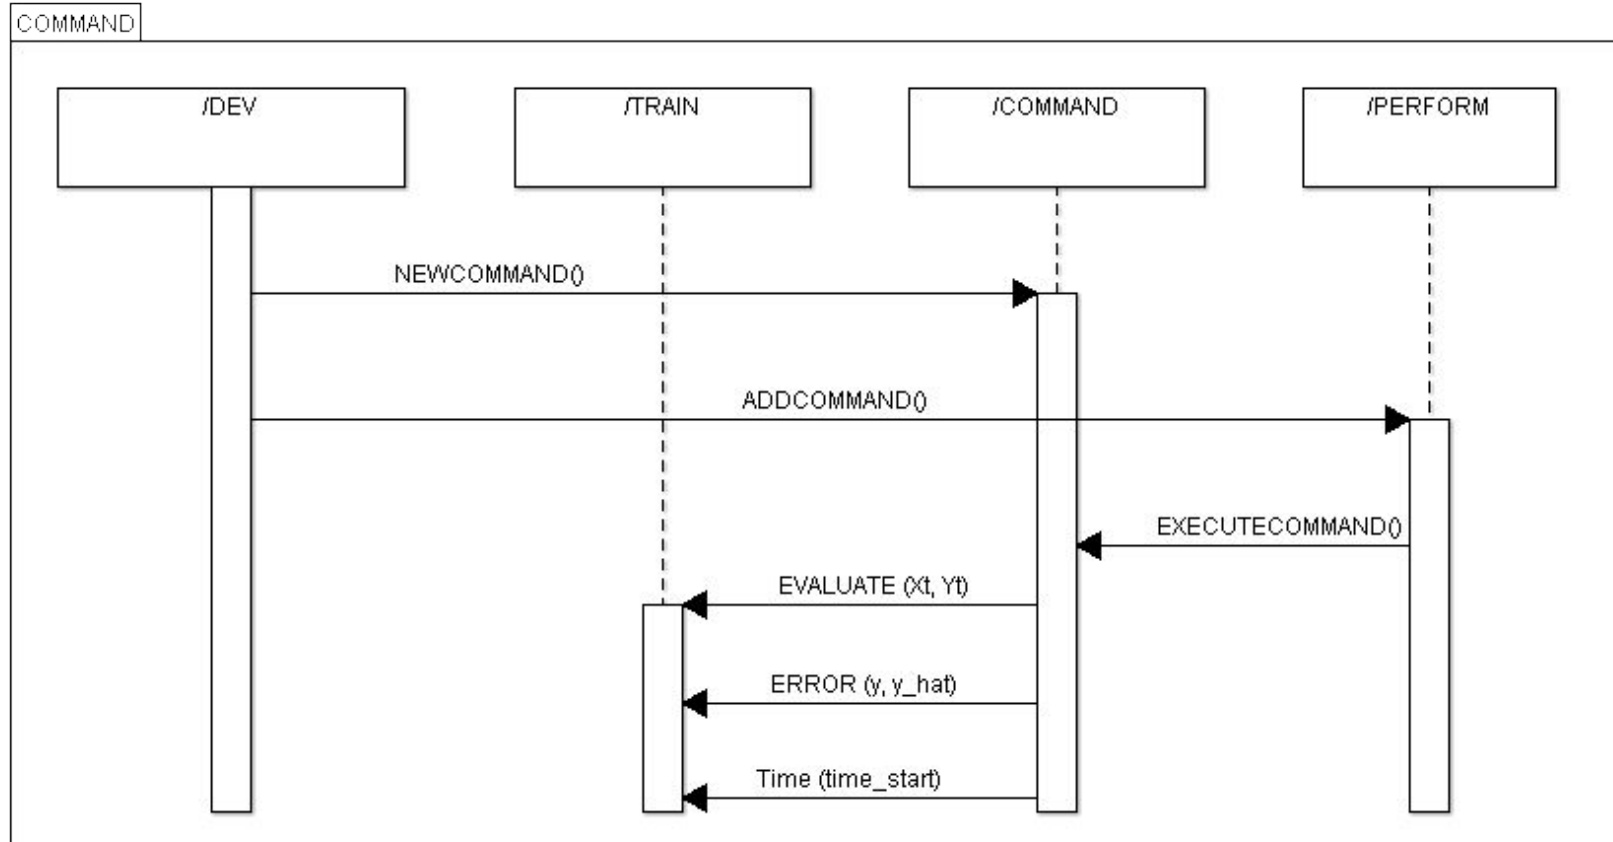 COMMAND
/DEV
/TRAIN
/COMMAND
/PERFORM
NEWCOMMAND()
ADDCOMMAND()
EXECUTECOMMAND()
EVALUATE (Xt, Yt)
ERROR (y, y_hat)
Time (time_start)